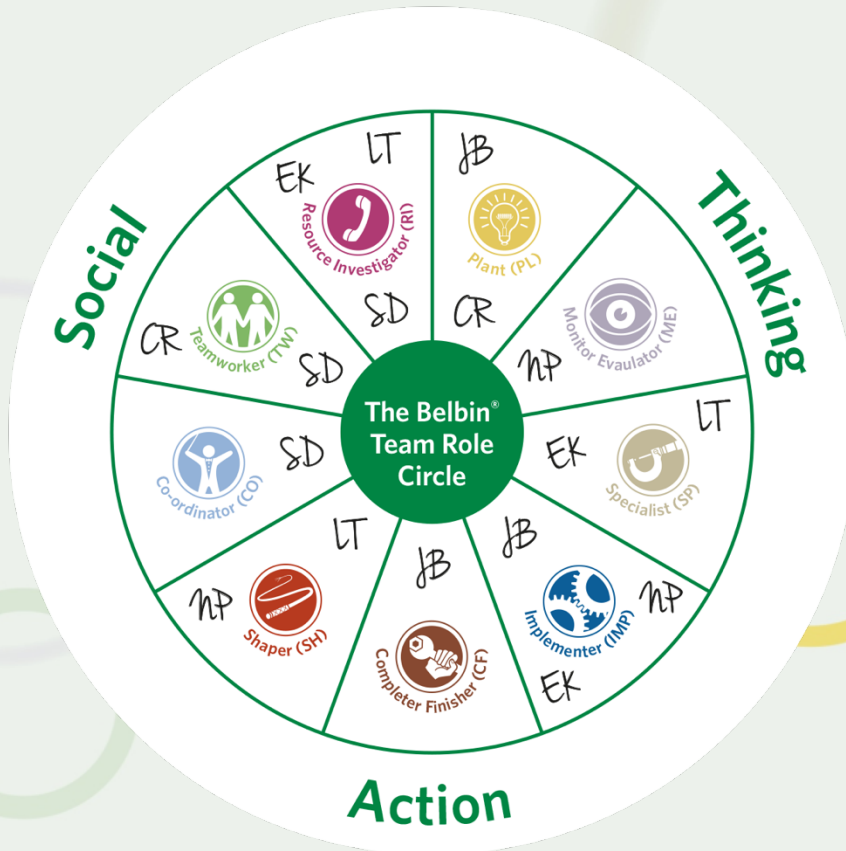 Social
Thinking
Action
The Belbin®
Team Role
Circle
EK
LT
Resource Investigator (RI)
SD
JB
Plant (PL)
CR
Monitor Evaulator (ME)
NP
LT
EK
Specialist (SP)
JB
NP
Implementer (IMP)
EK
JB
Completer Finisher (CF)
LT
NP
Shaper (SH)
SD
Co-ordinator (CO)
CR
Teamworker (TW)
SD